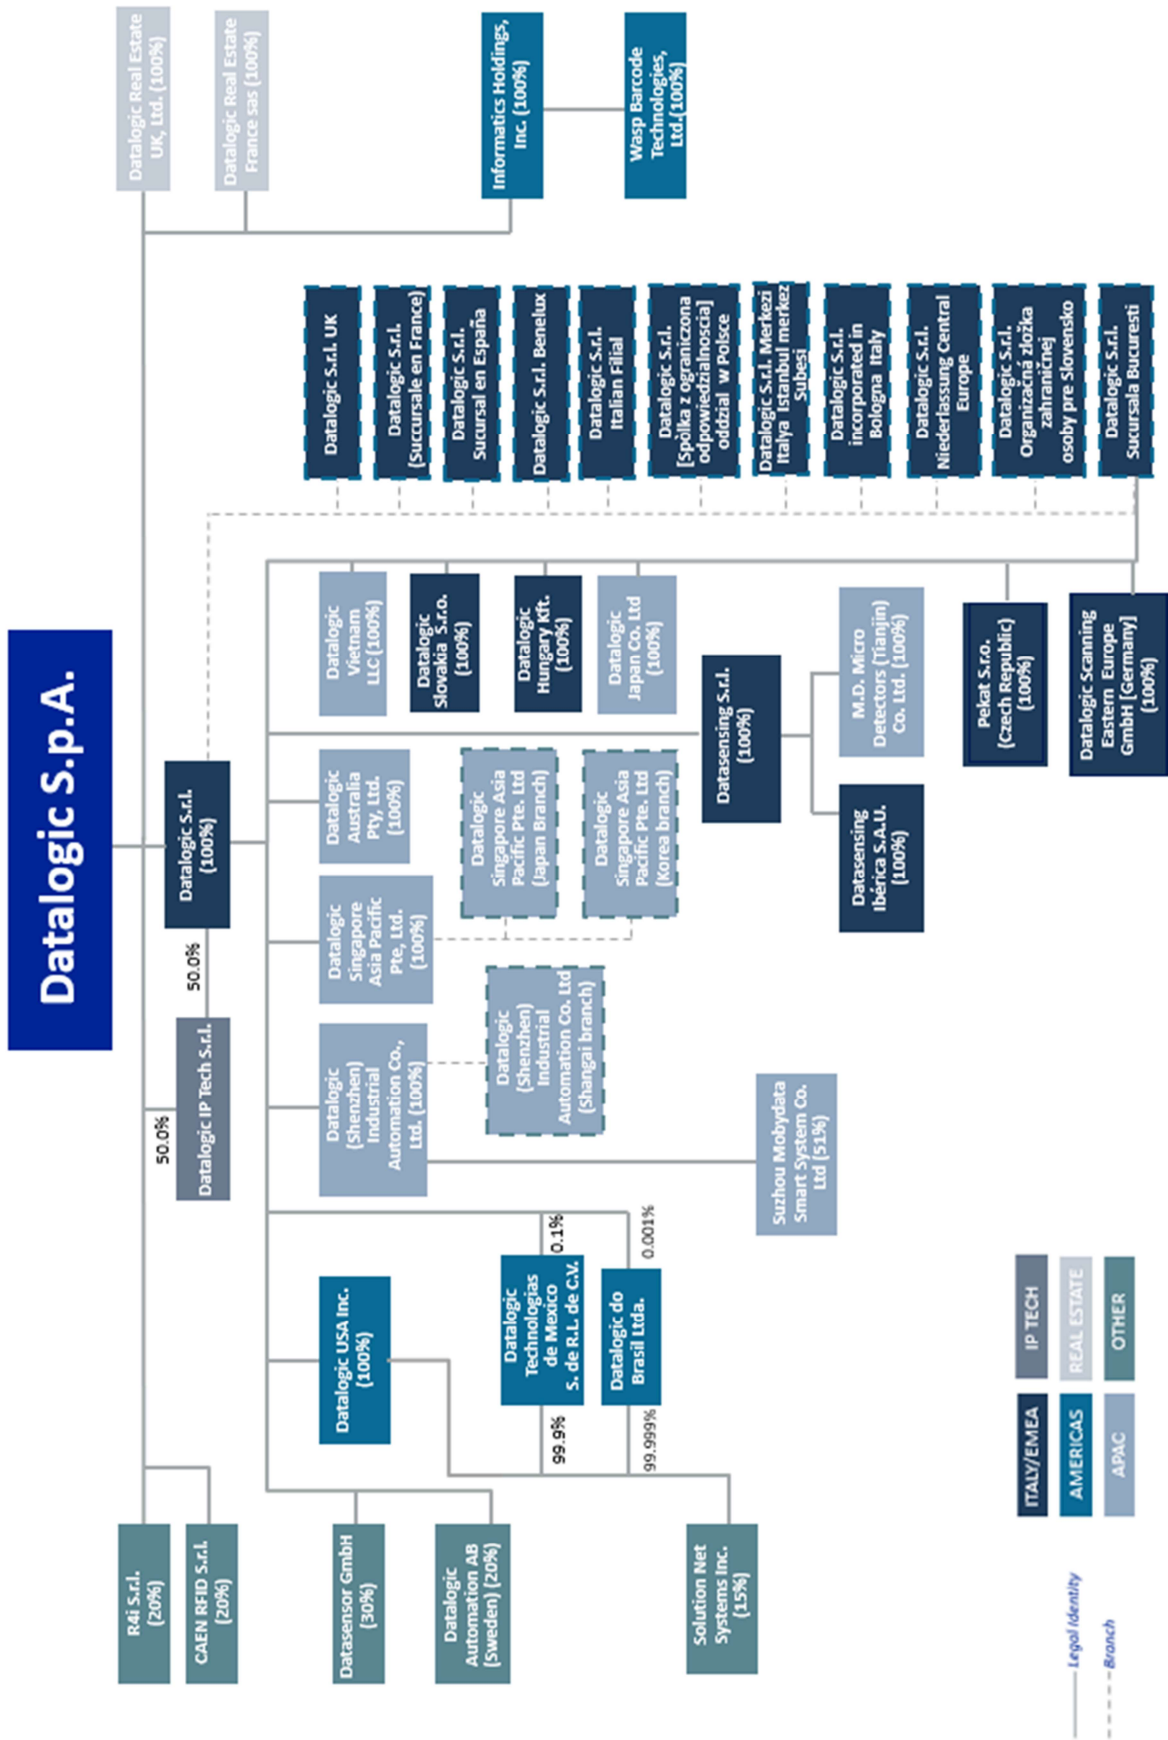 Datalogic S.p.A.
R4i S.r.l.
(20%)
CAEN RFID S.r.l.
(20%)
50.0%
Datalogic IP Tech S.r.l.
50.0%
Datalogic S.r.l.
(100%)
Datalogic Real Estate
UK, Ltd. (100%)
Datalogic Real Estate
France sas (100%)
Informatics Holdings,
Inc. (100%)
Wasp Barcode
Technologies,
Ltd.(100%)
Datasensor GmbH
(30%)
Datalogic
Automation AB
(Sweden) (20%)
Solution Net
Systems Inc.
(15%)
Datalogic USA Inc.
(100%)
99.9%
Datalogic
Technologias
de Mexico
S. de R.L. de C.V.
0.1%
99.999%
Datalogic do
Brasil Ltda.
0.001%
Datalogic
(Shenzhen)
Industrial
Automation Co.,
Ltd. (100%)
Datalogic
(Shenzhen)
Industrial
Automation Co. Ltd
(Shangai branch)
Suzhou Mobydata
Smart System Co.
Ltd (51%)
Datalogic
Singapore
Asia Pacific
Pte, Ltd.
(100%)
Datalogic
Singapore Asia
Pacific Pte. Ltd
(Japan Branch)
Datalogic
Singapore Asia
Pacific Pte. Ltd
(Korea branch)
Datalogic
Australia
Pty, Ltd.
(100%)
Datasensing S.r.l.
(100%)
Datasensing
Ibérica S.A.U.
(100%)
M.D. Micro
Detectors (Tianjin)
Co. Ltd. (100%)
Datalogic
Vietnam
LLC (100%)
Datalogic
Slovakia S.r.o.
(100%)
Datalogic
Hungary Kft.
(100%)
Datalogic
Japan Co. Ltd
(100%)
Pekat S.r.o.
(Czech Republic)
(100%)
Datalogic Scanning
Eastern Europe
GmbH [Germany]
(100%)
Datalogic S.r.l. UK
Datalogic S.r.l.
(Succursale en France)
Datalogic S.r.l.
Sucursal en España
Datalogic S.r.l. Benelux
Datalogic S.r.l.
Italian Filial
Datalogic S.r.l.
[Spòlka z ograniczona
odpowiedzialnoscia]
oddzial w Polsce
Datalogic S.r.l. Merkezi
Italya Istanbul merkez
Subesi
Datalogic S.r.l.
incorporated in
Bologna Italy
Datalogic S.r.l.
Niederlassung Central
Europe
Datalogic S.r.l.
Organizačná zložka
zahraničnej
osoby pre Slovensko
Datalogic S.r.l.
Sucursala Bucuresti
Legal Identity
Branch
ITALY/EMEA
IP TECH
AMERICAS
REAL ESTATE
APAC
OTHER